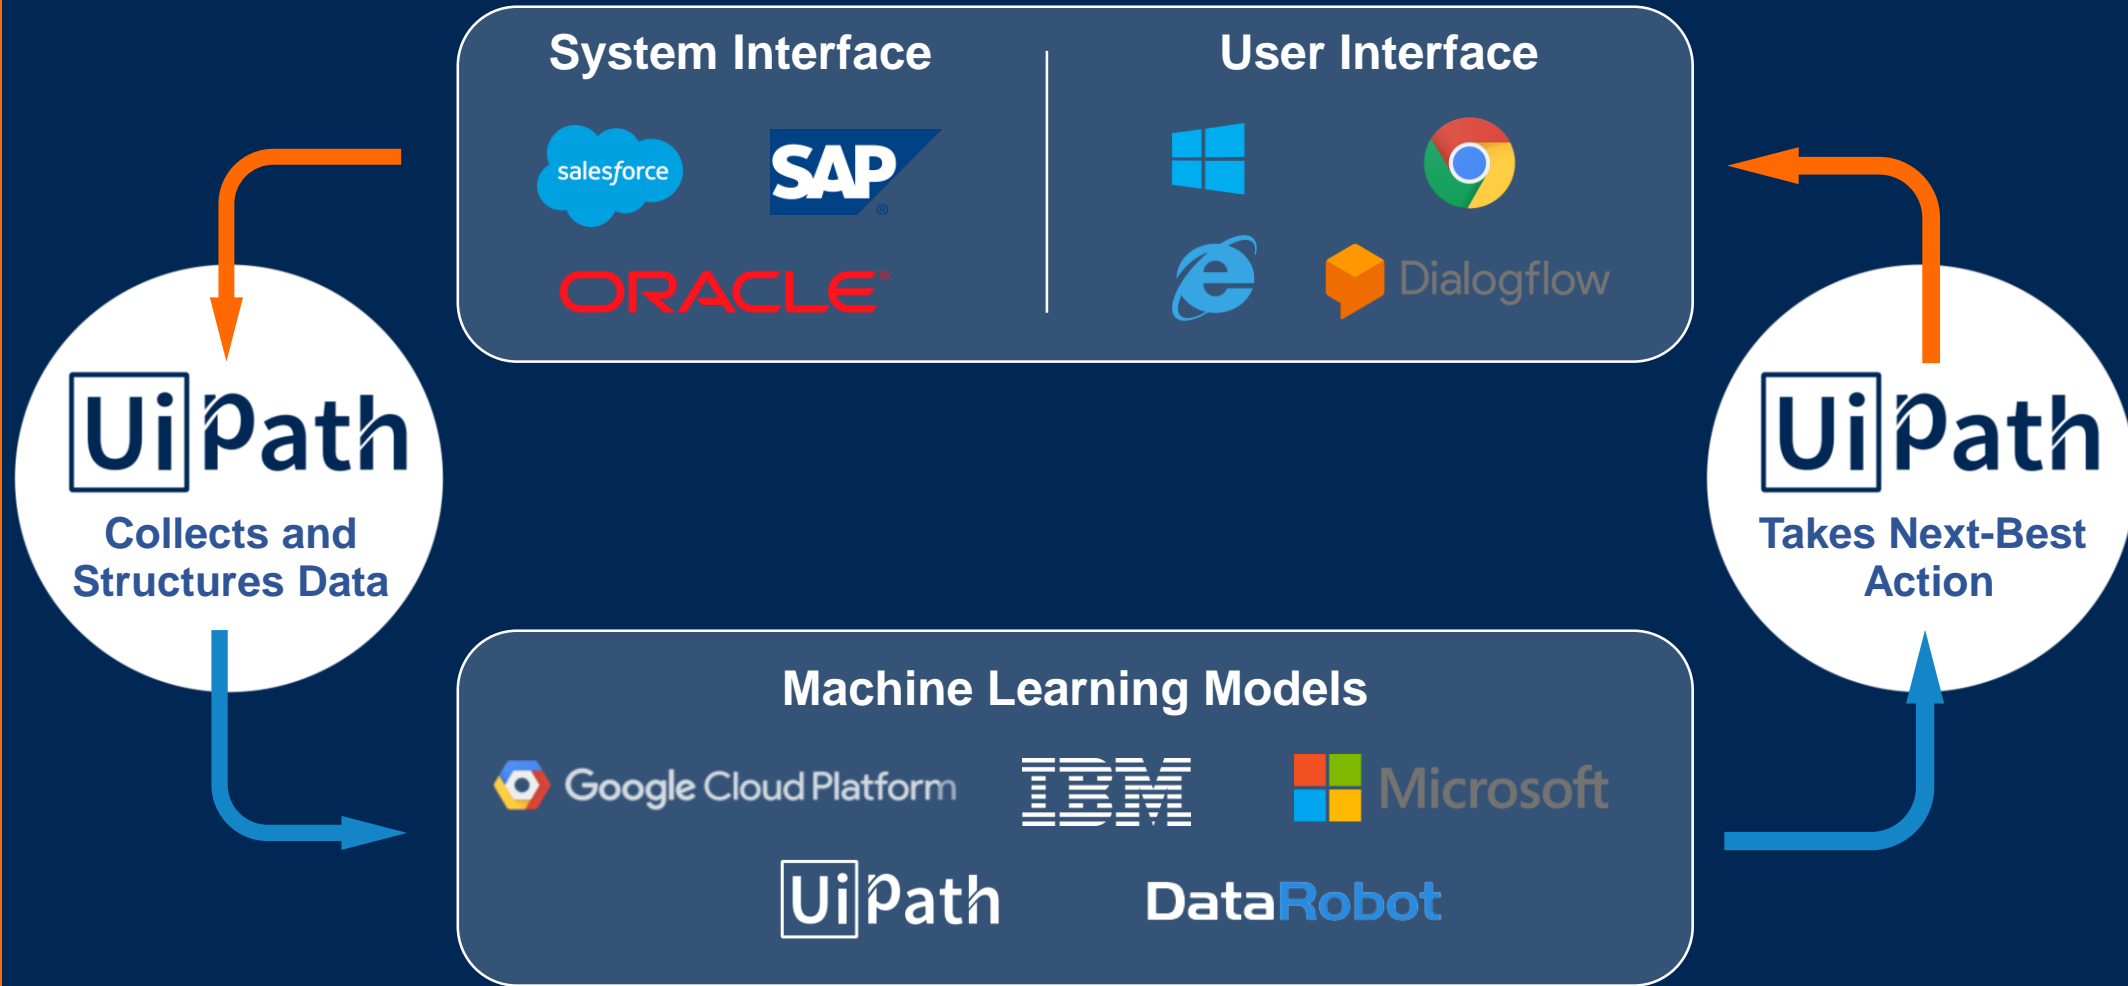 System Interface
User Interface
salesforce
SAP®
ORACLE®
Dialogflow
UiPath
Collects and
Structures Data
UiPath
Takes Next-Best
Action
Machine Learning Models
Google Cloud Platform
IBM
Microsoft
UiPath
DataRobot